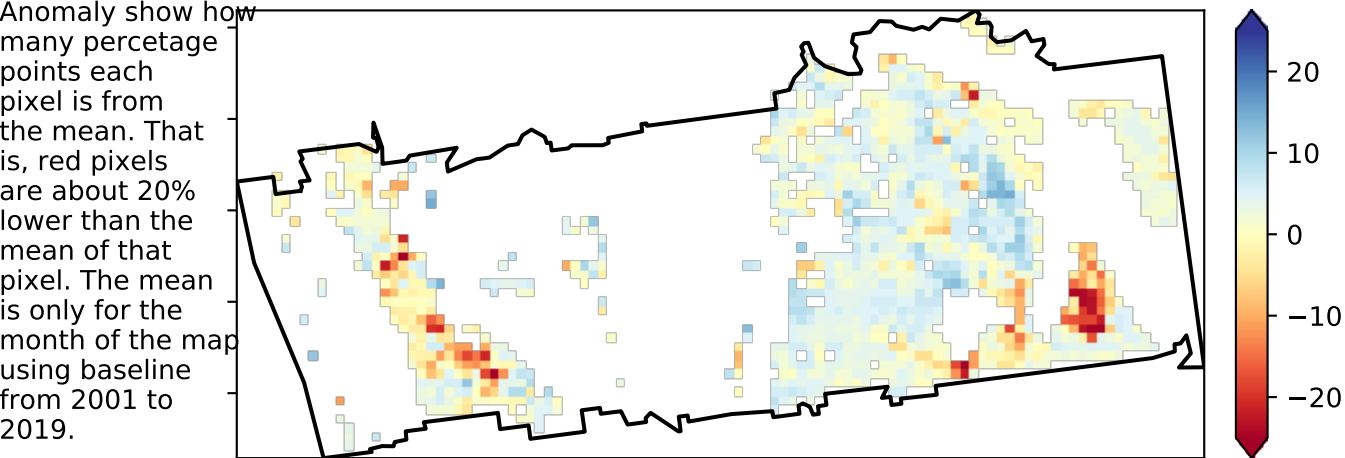 Anomaly show how
many percetage
points each
pixel is from
the mean. That
is, red pixels
are about 20%
lower than the
mean of that
pixel. The mean
is only for the
month of the map
using baseline
from 2001 to
2019.
20
10
0
−10
−20